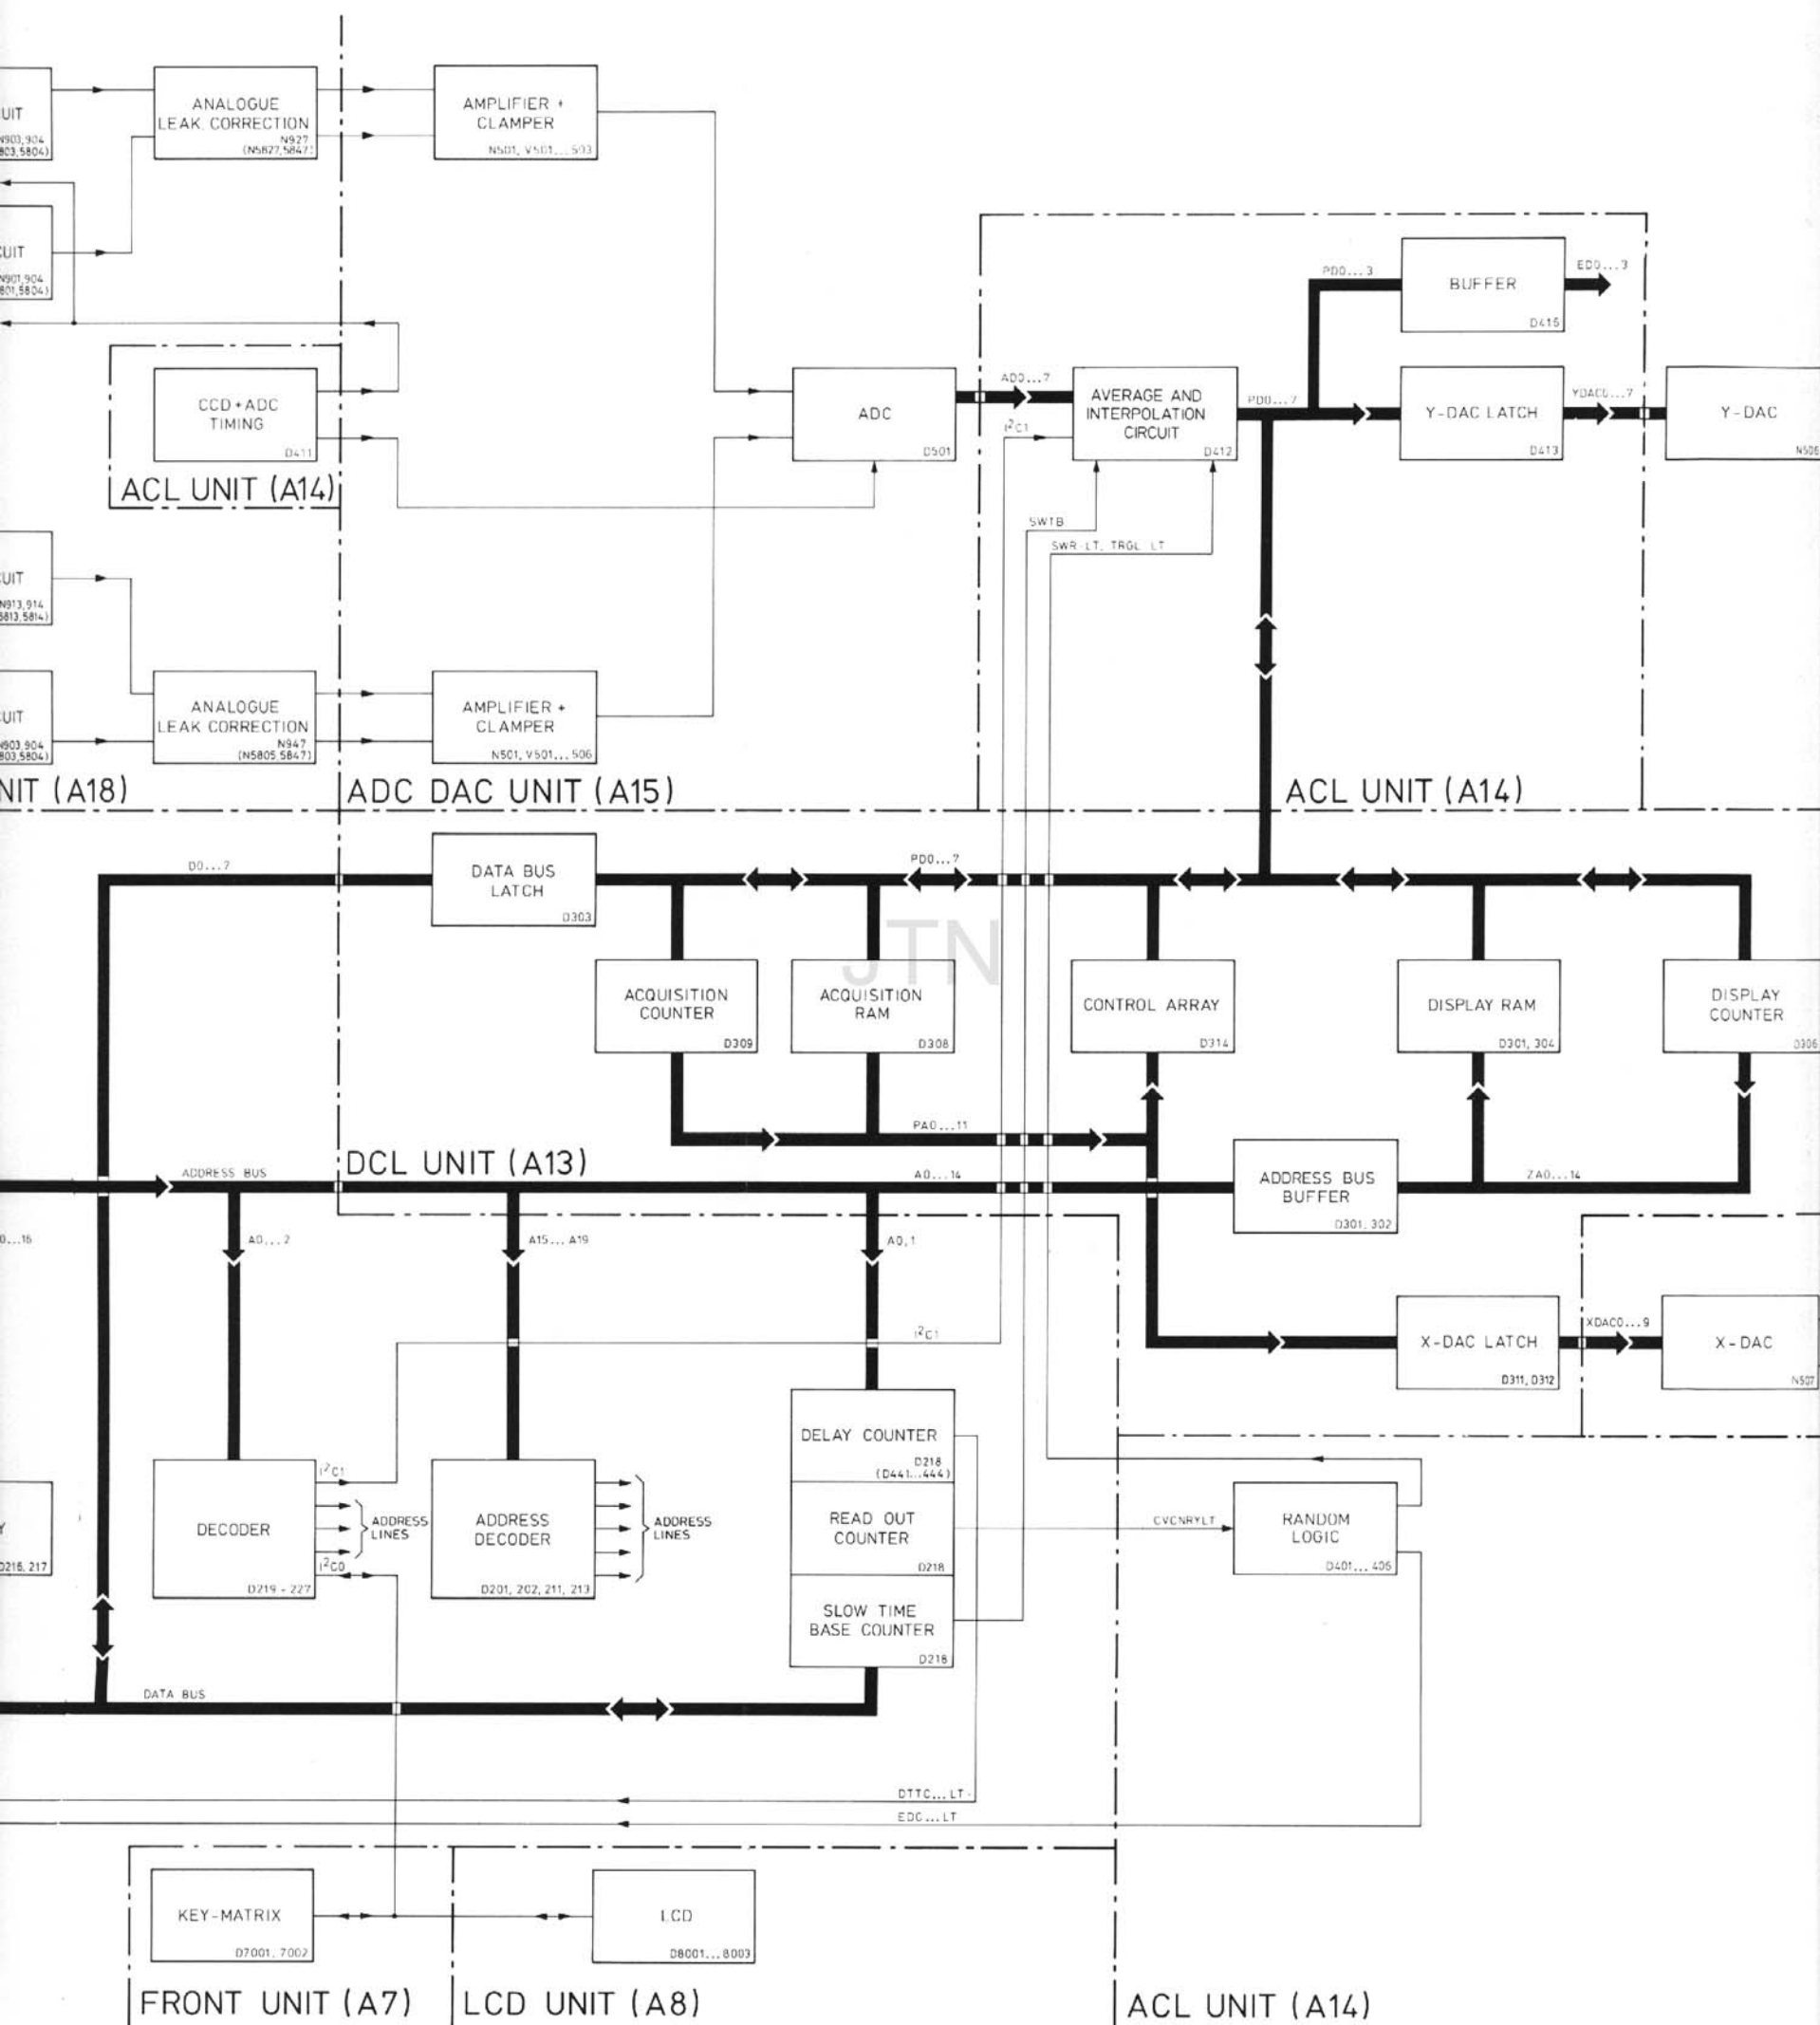 UIT
N903,904
803,5804)
ANALOGUE
LEAK CORRECTION
N927
(N5827,5847)
AMPLIFIER +
CLAMPER
N501, V501...503
UIT
N901,904
801,5804)
PD0...3
BUFFER
D415
ED0...3
CCD+ADC
TIMING
D411
ACL UNIT (A14)
ADC
D501
AD0...7
I²C1
AVERAGE AND
INTERPOLATION
CIRCUIT
D412
PD0...7
Y-DAC LATCH
D413
YDAC0...7
Y-DAC
N506
SWTB
SWR LT, TRGL LT
UIT
N913,914
5813,5814)
UIT
N903,904
803,5804)
ANALOGUE
LEAK CORRECTION
N947
(N5805,5847)
AMPLIFIER +
CLAMPER
N501, V501...506
NIT (A18)
ADC DAC UNIT (A15)
ACL UNIT (A14)
D0...7
DATA BUS
LATCH
D303
PD0...7
JTN
ACQUISITION
COUNTER
D309
ACQUISITION
RAM
D308
CONTROL ARRAY
D314
DISPLAY RAM
D301, 304
DISPLAY
COUNTER
D306
PA0...11
DCL UNIT (A13)
ADDRESS BUS
A0...14
ADDRESS BUS
BUFFER
D301, 302
ZA0...14
0...16
A0...2
A15...A19
A0,1
I²C1
X-DAC LATCH
D311, D312
XDAC0...9
X-DAC
N507
DELAY COUNTER
D218
(D441...444)
READ OUT
COUNTER
D218
SLOW TIME
BASE COUNTER
D218
Y
D216, 217
DECODER
D219 - 227
I²C1
ADDRESS
LINES
I²C0
ADDRESS
DECODER
D201, 202, 211, 213
ADDRESS
LINES
CVCNRYLT
RANDOM
LOGIC
D401...406
DATA BUS
DTTC...LT
EDC...LT
KEY-MATRIX
D7001, 7002
LCD
D8001...8003
FRONT UNIT (A7)
LCD UNIT (A8)
ACL UNIT (A14)